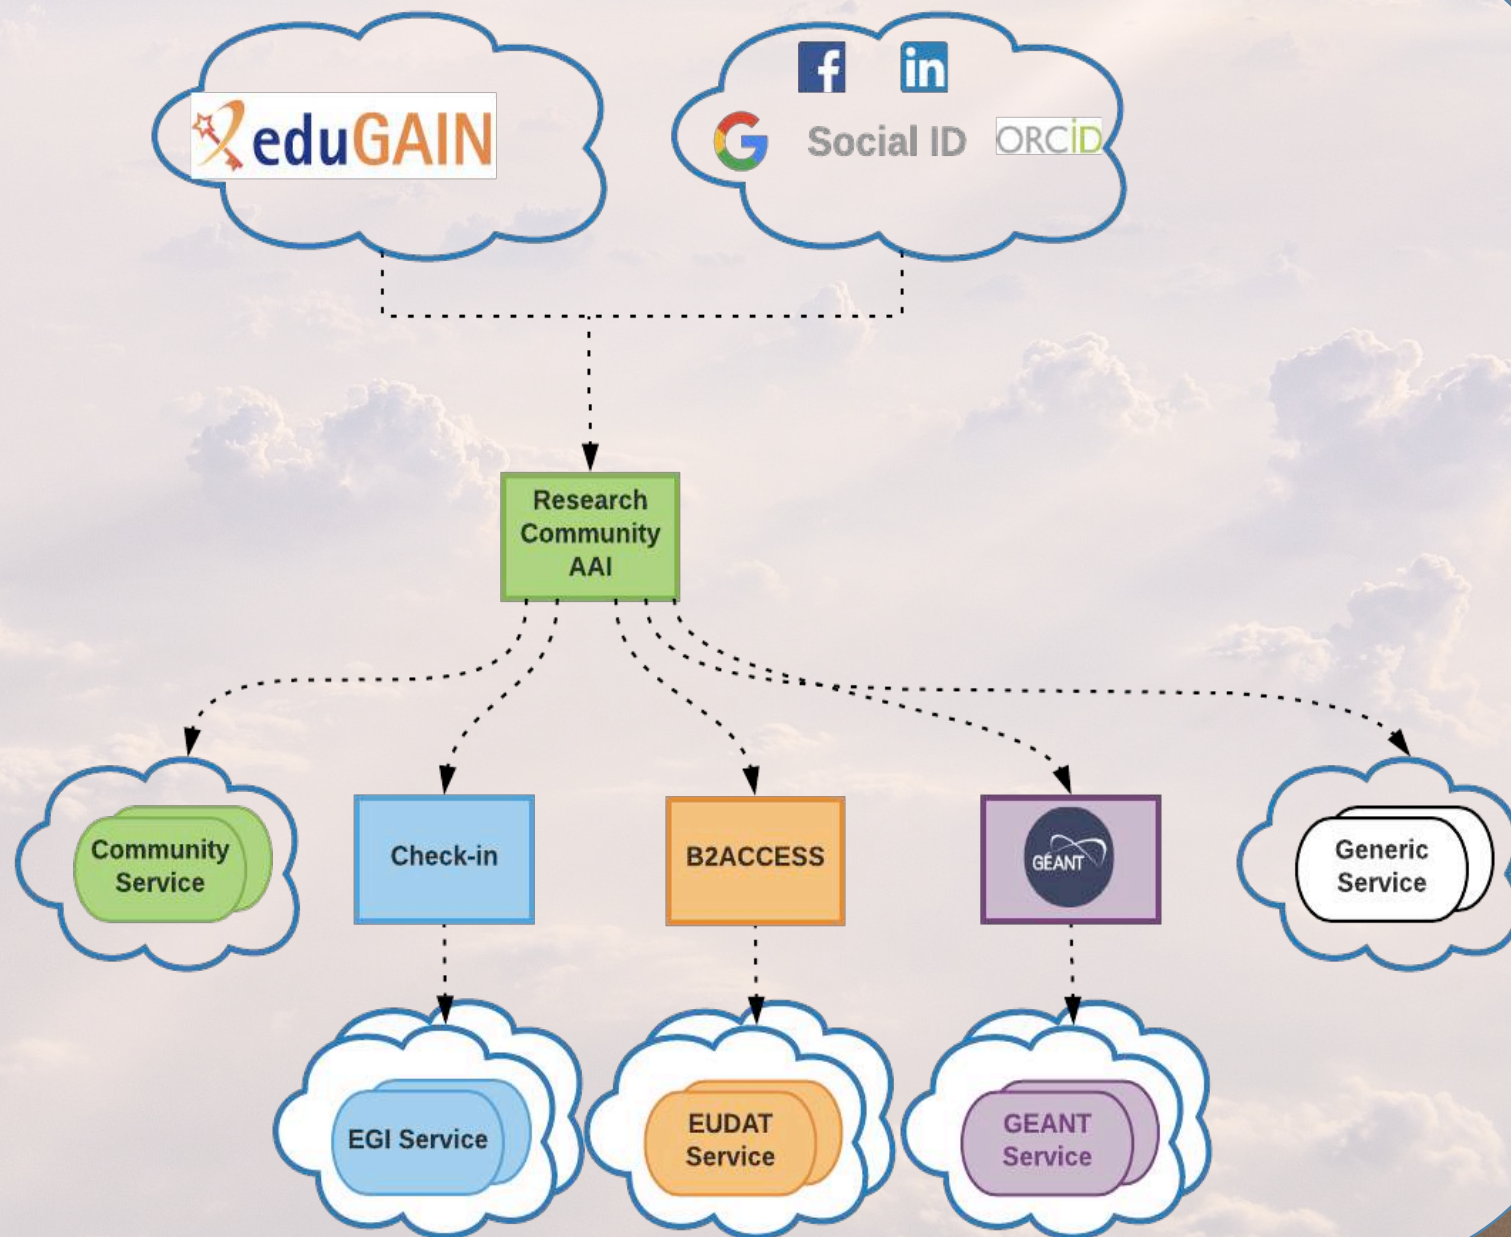 eduGAIN
f
in
G
Social ID
ORCiD
Research
Community
AAI
Community
Service
Check-in
B2ACCESS
GÉANT
Generic
Service
EGI Service
EUDAT
Service
GEANT
Service